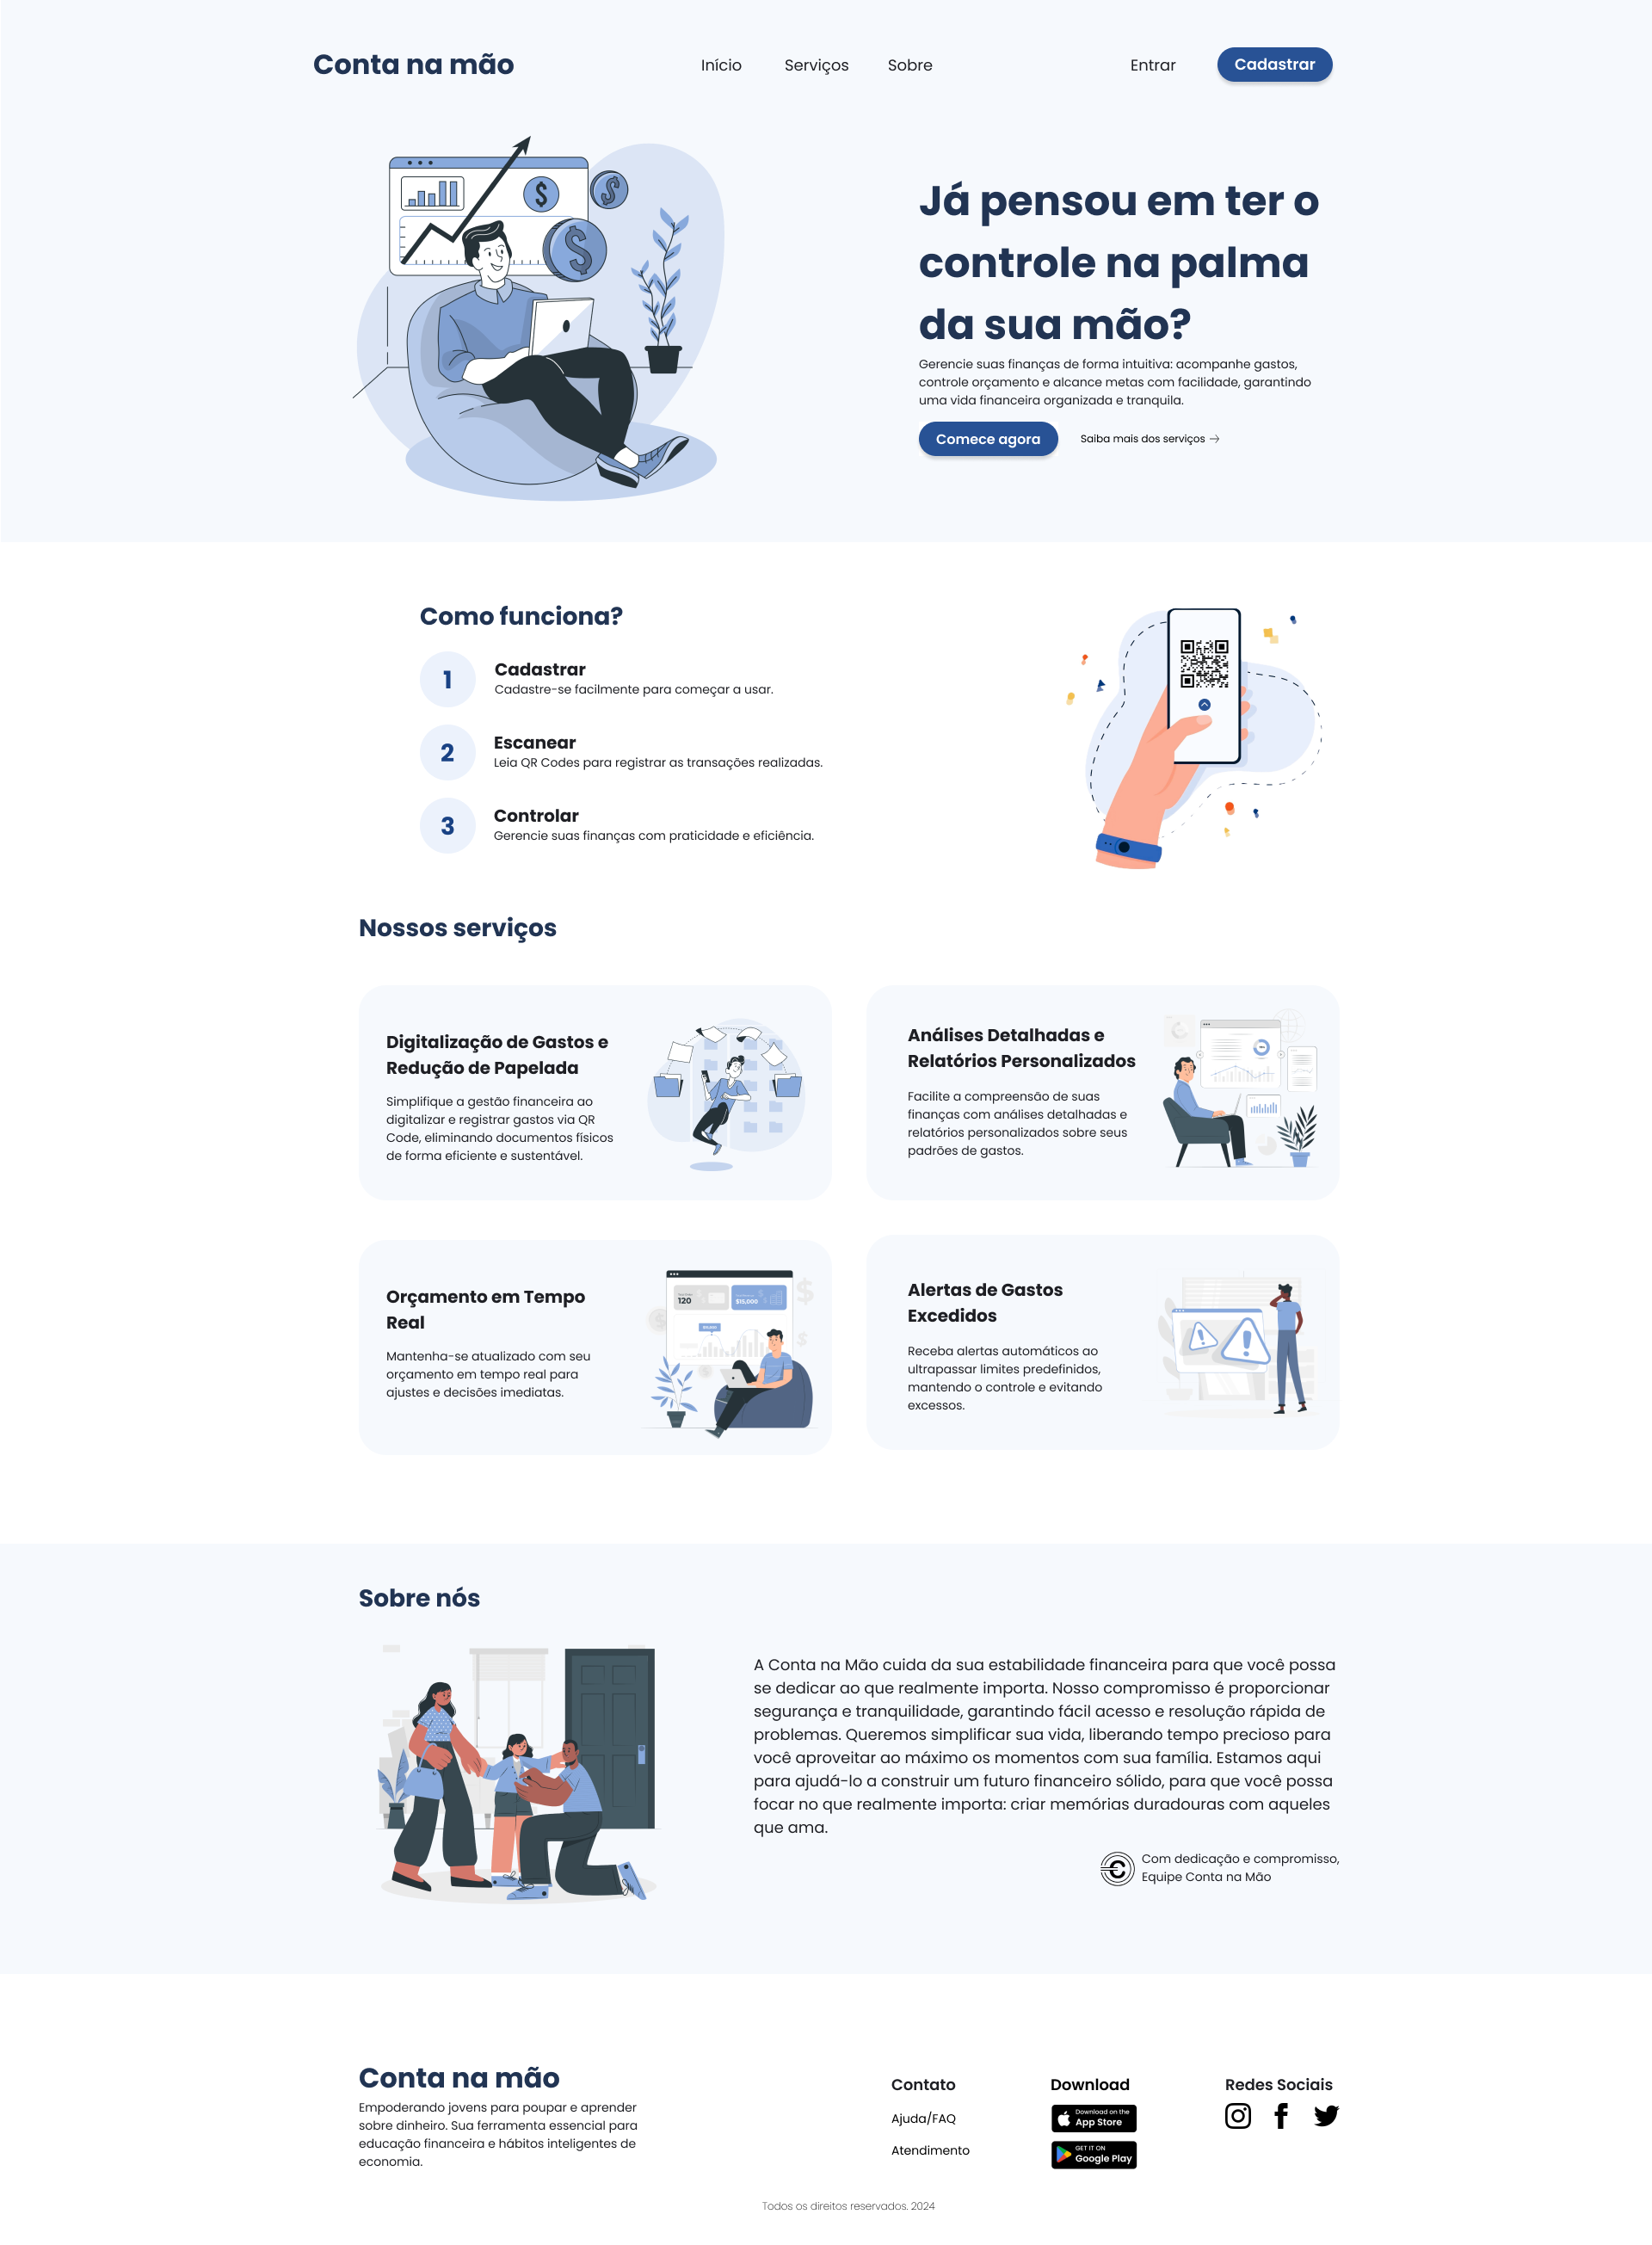 Conta na mão
Início
Serviços
Sobre
Entrar
Cadastrar
Já pensou em ter o
controle na palma
da sua mão?
Gerencie suas finanças de forma intuitiva: acompanhe gastos,
controle orçamento e alcance metas com facilidade, garantindo
uma vida financeira organizada e tranquila.
Comece agora
Saiba mais dos serviços →
Como funciona?
1
Cadastrar
Cadastre-se facilmente para começar a usar.
2
Escanear
Leia QR Codes para registrar as transações realizadas.
3
Controlar
Gerencie suas finanças com praticidade e eficiência.
Nossos serviços
Digitalização de Gastos e
Redução de Papelada
Simplifique a gestão financeira ao
digitalizar e registrar gastos via QR
Code, eliminando documentos físicos
de forma eficiente e sustentável.
Análises Detalhadas e
Relatórios Personalizados
Facilite a compreensão de suas
finanças com análises detalhadas e
relatórios personalizados sobre seus
padrões de gastos.
Orçamento em Tempo
Real
Mantenha-se atualizado com seu
orçamento em tempo real para
ajustes e decisões imediatas.
120
$15,000
Alertas de Gastos
Excedidos
Receba alertas automáticos ao
ultrapassar limites predefinidos,
mantendo o controle e evitando
excessos.
Sobre nós
A Conta na Mão cuida da sua estabilidade financeira para que você possa
se dedicar ao que realmente importa. Nosso compromisso é proporcionar
segurança e tranquilidade, garantindo fácil acesso e resolução rápida de
problemas. Queremos simplificar sua vida, liberando tempo precioso para
você aproveitar ao máximo os momentos com sua família. Estamos aqui
para ajudá-lo a construir um futuro financeiro sólido, para que você possa
focar no que realmente importa: criar memórias duradouras com aqueles
que ama.
Com dedicação e compromisso,
Equipe Conta na Mão
Conta na mão
Empoderando jovens para poupar e aprender
sobre dinheiro. Sua ferramenta essencial para
educação financeira e hábitos inteligentes de
economia.
Contato
Ajuda/FAQ
Atendimento
Download
Download on the
App Store
GET IT ON
Google Play
Redes Sociais
Todos os direitos reservados. 2024